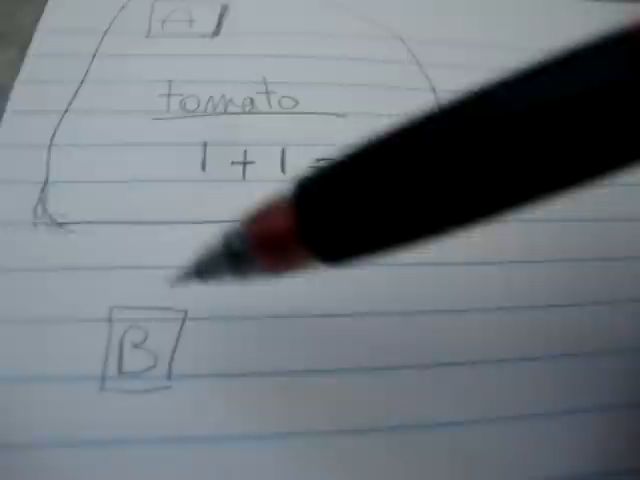 A
tomato
1 + 1 =
B